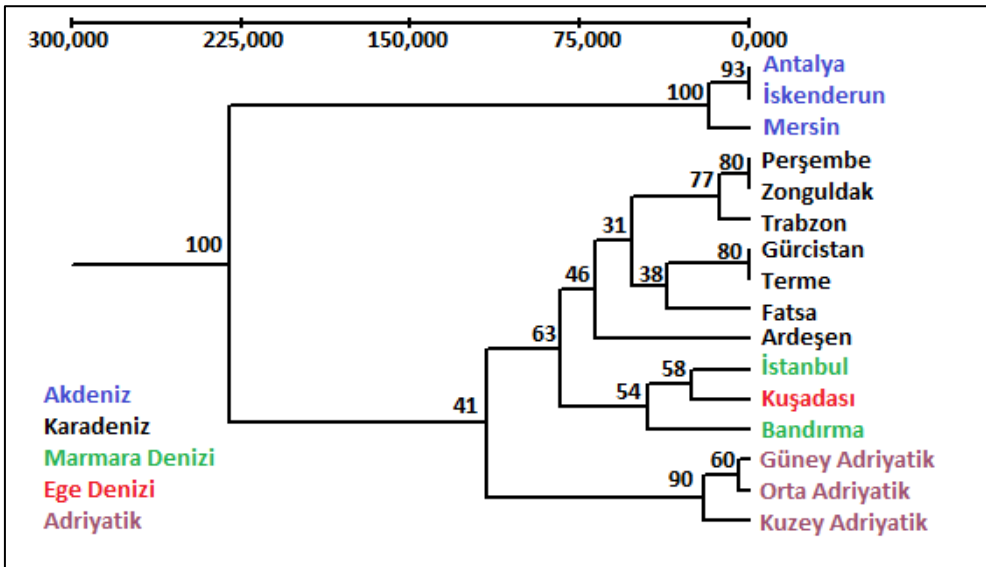 300,000 225,000 150,000 75,000 0,000
93 Antalya
100 İskenderun
Mersin
80 Perşembe
77 Zonguldak
Trabzon
31 Gürcistan
80
100 46 38 Terme
Fatsa
63 Ardeşen
58 İstanbul
Akdeniz 54 Kuşadası
41
Karadeniz Bandırma
Marmara Denizi 60 Güney Adriyatik
Ege Denizi 90 Orta Adriyatik
Adriyatik Kuzey Adriyatik